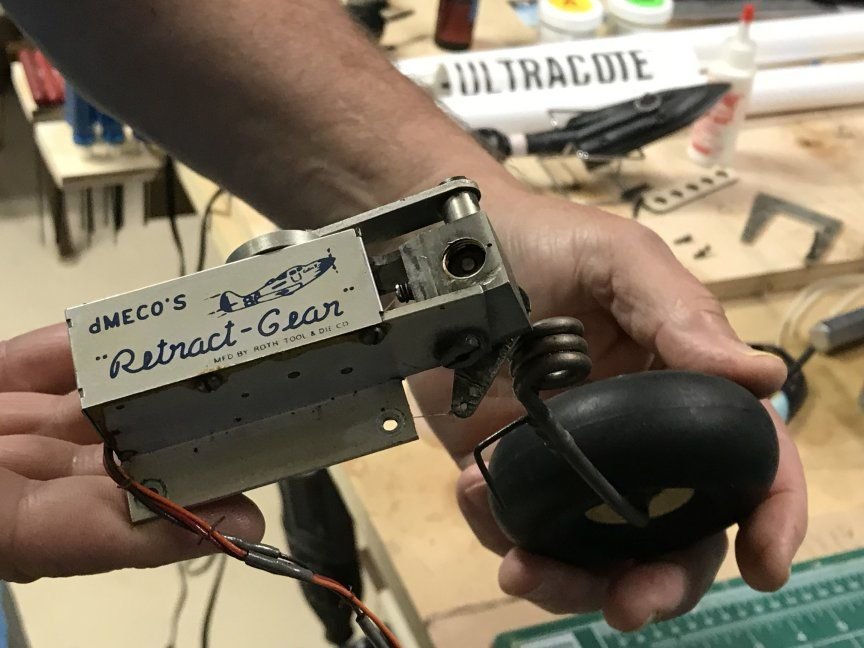 ULTRACOTE
dMECO'S
"Retract-Gear"
MFD BY ROTH TOOL & DIE CO